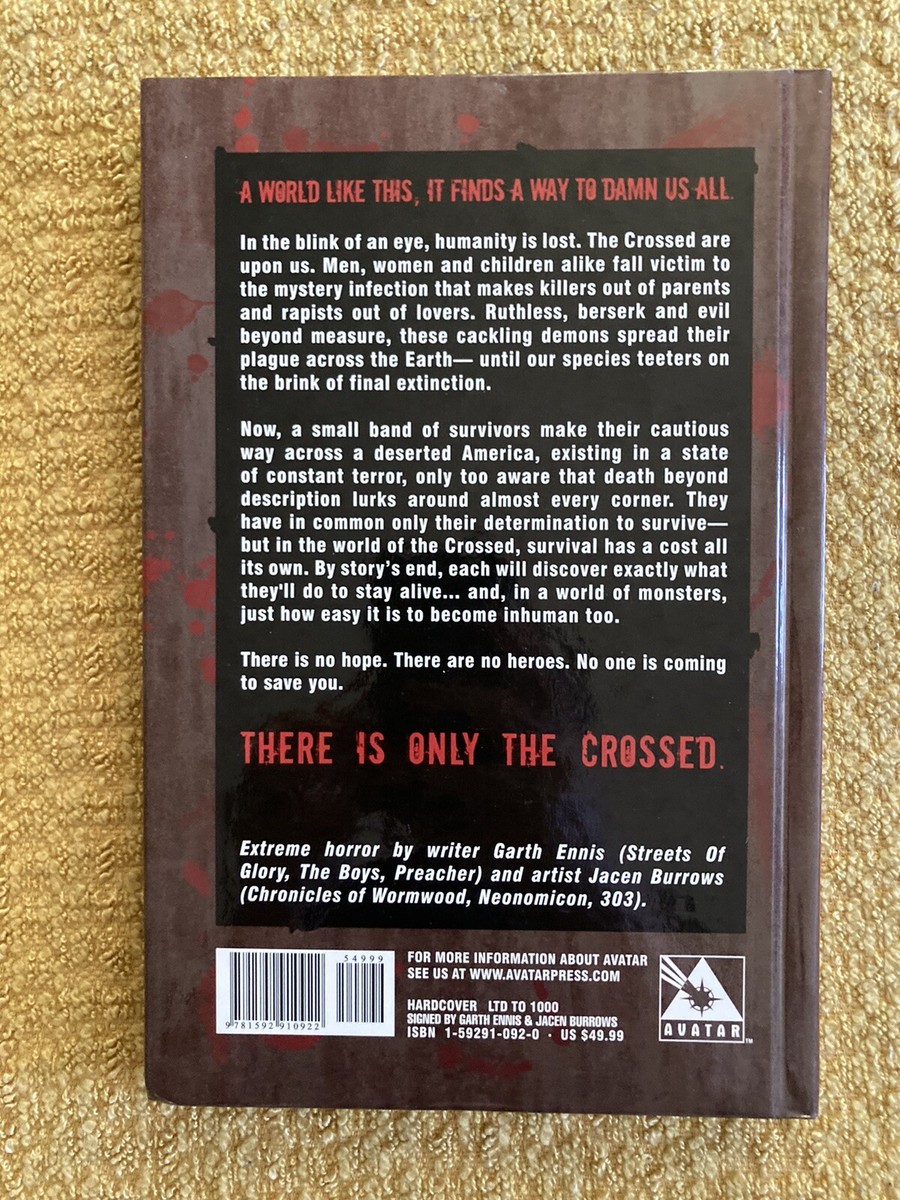 A WORLD LIKE THIS, IT FINDS A WAY TO DAMN US ALL.
In the blink of an eye, humanity is lost. The Crossed are
upon us. Men, women and children alike fall victim to
the mystery infection that makes killers out of parents
and rapists out of lovers. Ruthless, berserk and evil
beyond measure, these cackling demons spread their
plague across the Earth— until our species teeters on
the brink of final extinction.
Now, a small band of survivors make their cautious
way across a deserted America, existing in a state
of constant terror, only too aware that death beyond
description lurks around almost every corner. They
have in common only their determination to survive—
but in the world of the Crossed, survival has a cost all
its own. By story's end, each will discover exactly what
they'll do to stay alive... and, in a world of monsters,
just how easy it is to become inhuman too.
There is no hope. There are no heroes. No one is coming
to save you.
THERE IS ONLY THE CROSSED.
Extreme horror by writer Garth Ennis (Streets Of
Glory, The Boys, Preacher) and artist Jacen Burrows
(Chronicles of Wormwood, Neonomicon, 303).
54999
9 781592 910922
FOR MORE INFORMATION ABOUT AVATAR
SEE US AT WWW.AVATARPRESS.COM
HARDCOVER LTD TO 1000
SIGNED BY GARTH ENNIS & JACEN BURROWS
ISBN 1-59291-092-0 · US $49.99
AVATAR™